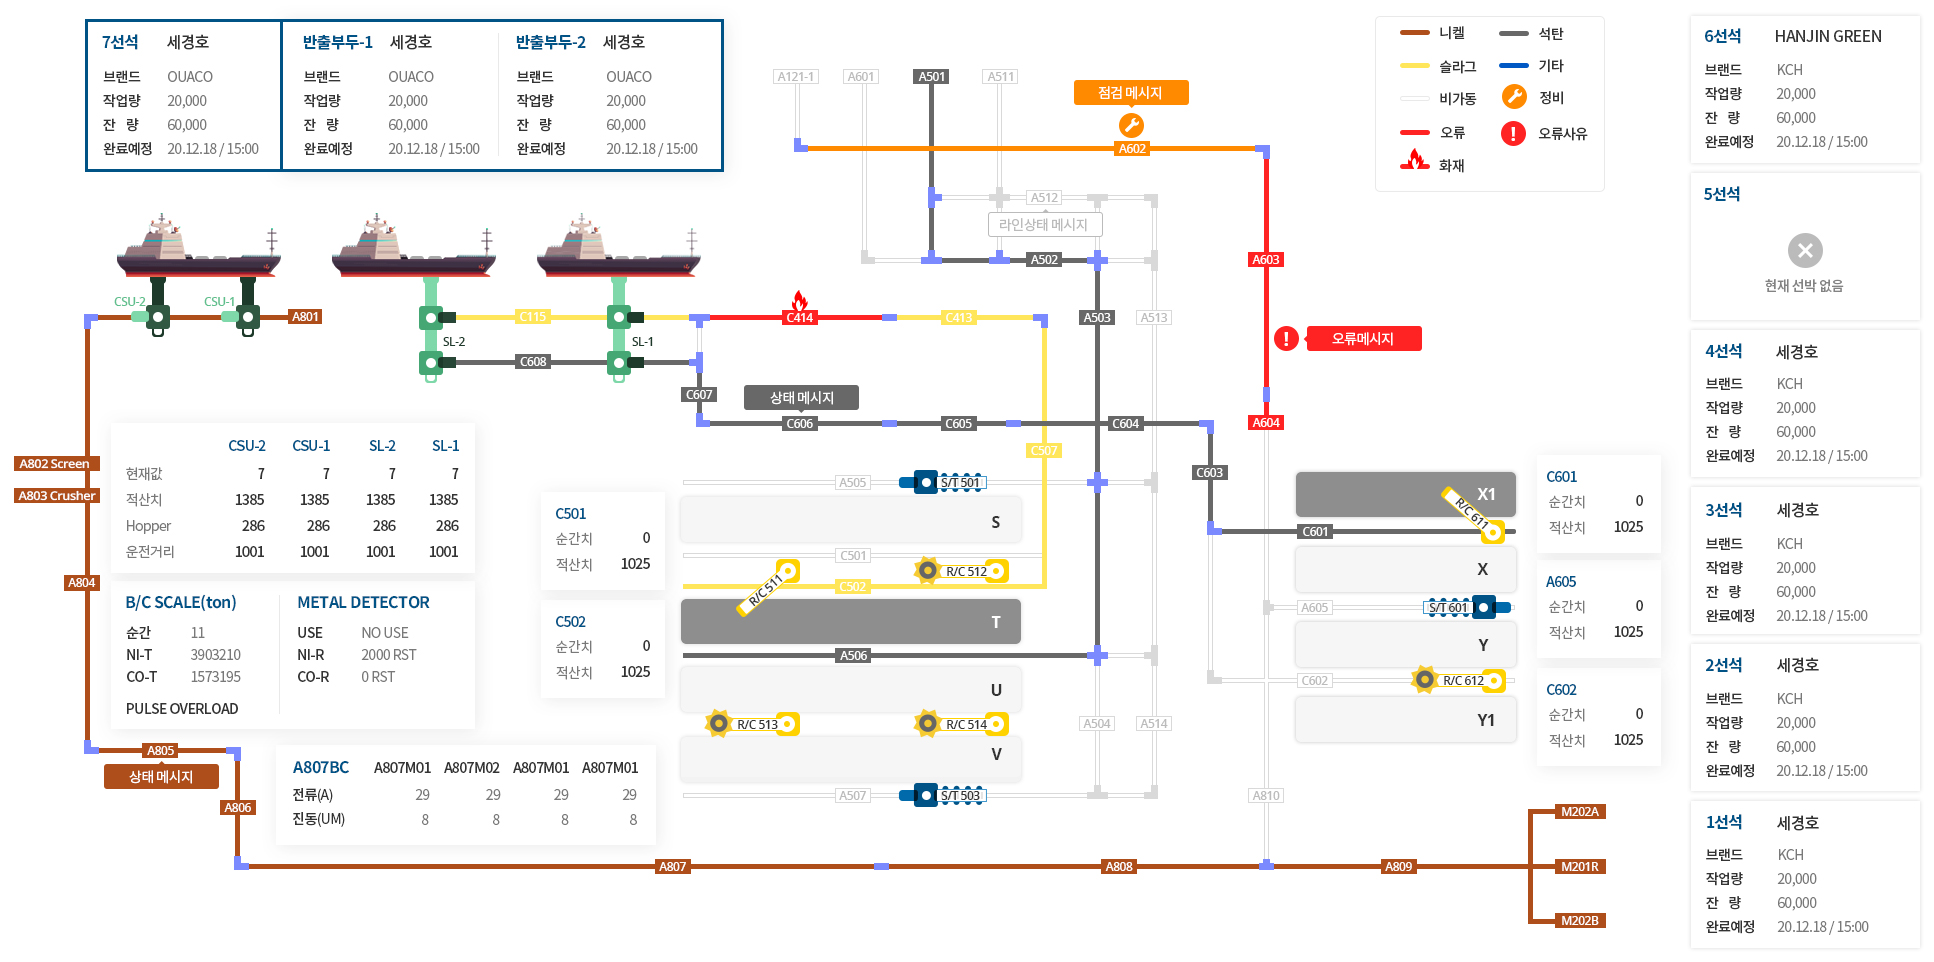 7선석 세경호
브랜드 OUACO
작업량 20,000
잔 량 60,000
완료예정 20.12.18 / 15:00
반출부두-1 세경호
브랜드 OUACO
작업량 20,000
잔 량 60,000
완료예정 20.12.18 / 15:00
반출부두-2 세경호
브랜드 OUACO
작업량 20,000
잔 량 60,000
완료예정 20.12.18 / 15:00
A121-1
A601
A501
A511
점검 메시지
A602
A512
라인상태 메시지
A502
A603
니켈
석탄
슬라그
기타
비가동
정비
오류
오류사유
화재
CSU-2
CSU-1
A801
C115
SL-2
SL-1
C608
C414
C413
A503
A513
오류메시지
C607
상태 메시지
C606
C605
C604
A604
C507
C603
A802 Screen
A803 Crusher
A804
CSU-2 CSU-1 SL-2 SL-1
현재값 7 7 7 7
적산치 1385 1385 1385 1385
Hopper 286 286 286 286
운전거리 1001 1001 1001 1001
B/C SCALE(ton)
순간 11
NI-T 3903210
CO-T 1573195
PULSE OVERLOAD
METAL DETECTOR
USE NO USE
NI-R 2000 RST
CO-R 0 RST
C501
순간치 0
적산치 1025
C502
순간치 0
적산치 1025
A505
S/T 501
S
C501
R/C 511
R/C 512
C502
T
A506
U
R/C 513
R/C 514
V
A507
S/T 503
A504
A514
X1
R/C 611
C601
X
A605
S/T 601
Y
C602
R/C 612
Y1
A810
C601
순간치 0
적산치 1025
A605
순간치 0
적산치 1025
C602
순간치 0
적산치 1025
A805
상태 메시지
A806
A807BC A807M01 A807M02 A807M01 A807M01
전류(A) 29 29 29 29
진동(UM) 8 8 8 8
A807
A808
A809
M202A
M201R
M202B
6선석 HANJIN GREEN
브랜드 KCH
작업량 20,000
잔 량 60,000
완료예정 20.12.18 / 15:00
5선석
현재 선박 없음
4선석 세경호
브랜드 KCH
작업량 20,000
잔 량 60,000
완료예정 20.12.18 / 15:00
3선석 세경호
브랜드 KCH
작업량 20,000
잔 량 60,000
완료예정 20.12.18 / 15:00
2선석 세경호
브랜드 KCH
작업량 20,000
잔 량 60,000
완료예정 20.12.18 / 15:00
1선석 세경호
브랜드 KCH
작업량 20,000
잔 량 60,000
완료예정 20.12.18 / 15:00